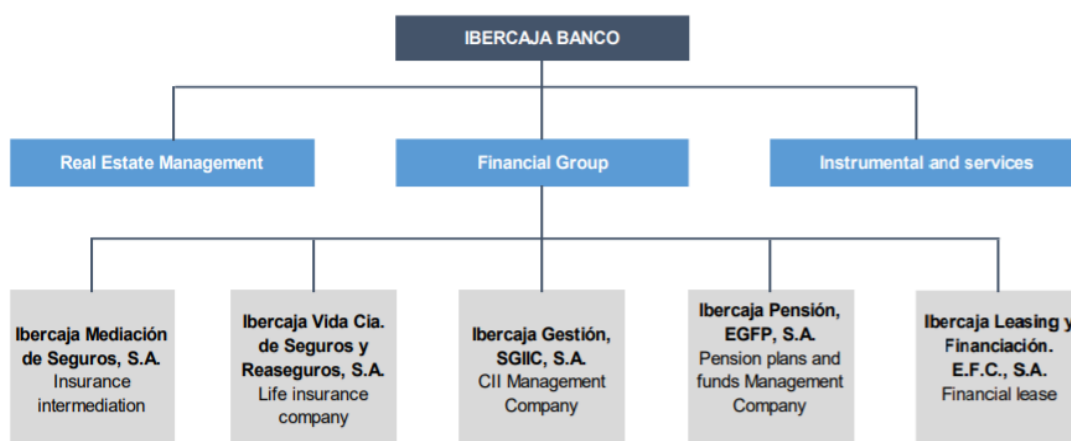 IBERCAJA BANCO
Real Estate Management
Financial Group
Instrumental and services
Ibercaja Mediación
de Seguros, S.A.
Insurance
intermediation
Ibercaja Vida Cia.
de Seguros y
Reaseguros, S.A.
Life insurance
company
Ibercaja Gestión,
SGIIC, S.A.
CII Management
Company
Ibercaja Pensión,
EGFP, S.A.
Pension plans and
funds Management
Company
Ibercaja Leasing y
Financiación.
E.F.C., S.A.
Financial lease